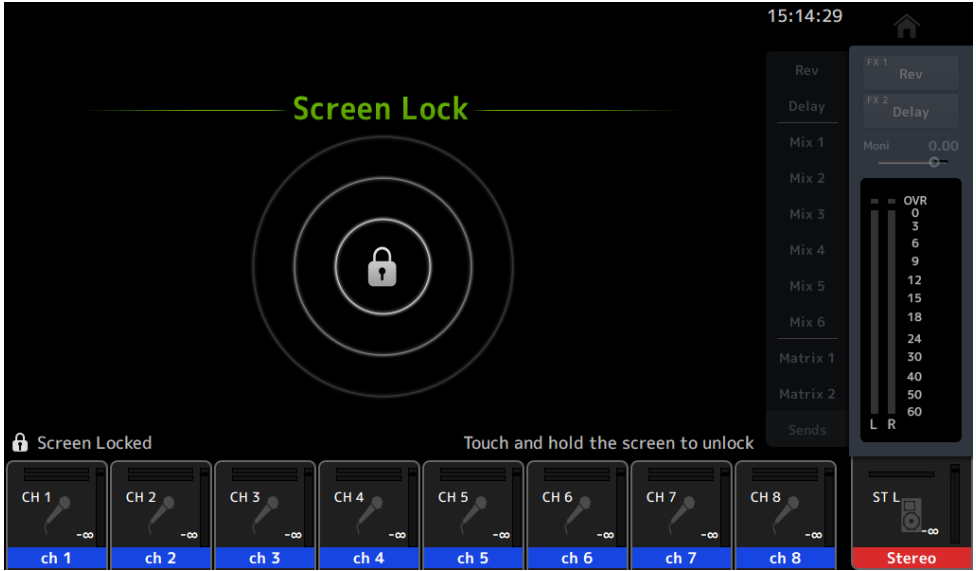 15:14:29
Screen Lock
Rev
Delay
Mix 1
Mix 2
Mix 3
Mix 4
Mix 5
Mix 6
Matrix 1
Matrix 2
Sends
FX 1
Rev
FX 2
Delay
Moni 0.00
OVR
0
3
6
9
12
15
18
24
30
40
50
60
L R
Screen Locked
Touch and hold the screen to unlock
CH 1
-∞
ch 1
CH 2
-∞
ch 2
CH 3
-∞
ch 3
CH 4
-∞
ch 4
CH 5
-∞
ch 5
CH 6
-∞
ch 6
CH 7
-∞
ch 7
CH 8
-∞
ch 8
ST L
-∞
Stereo